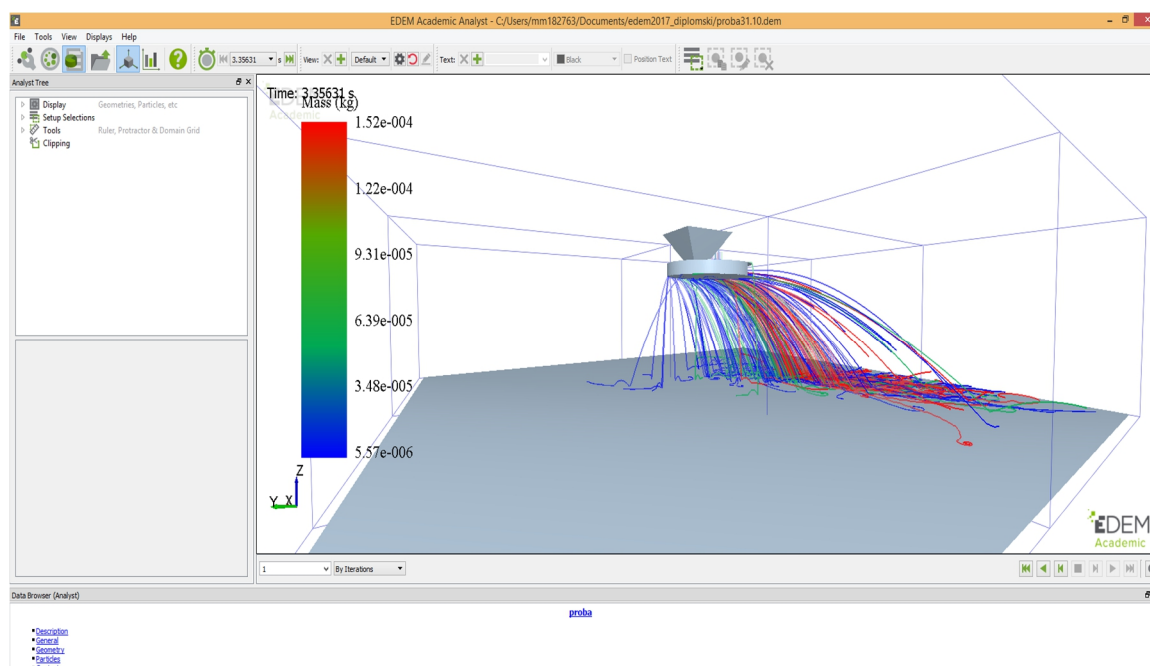 EDEM Academic Analyst - C:/Users/mm182763/Documents/edem2017_diplomski/proba31.10.dem
File Tools View Displays Help
3.35631 s View: Default Text: Black Position Text
Analyst Tree
Display Geometries, Particles, etc
Setup Selections
Tools Ruler, Protractor & Domain Grid
Clipping
Time: 3.35631 s
Mass (kg)
Academic
1.52e-004
1.22e-004
9.31e-005
6.39e-005
3.48e-005
5.57e-006
Z
Y X
EDEM
Academic
1 By Iterations
Data Browser (Analyst)
proba
Description
General
Geometry
Particles